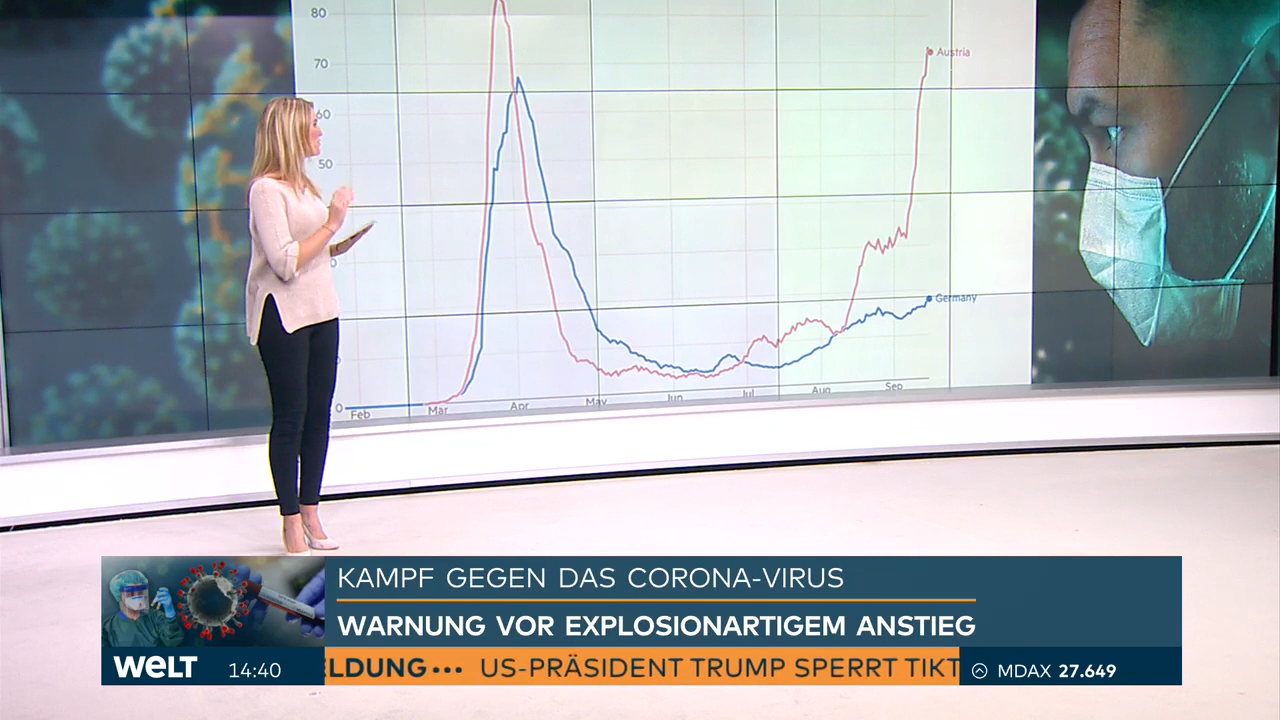 80
70
60
50
0
0
Austria
Germany
Feb
Mar
Apr
May
Jun
Jul
Aug
Sep
KAMPF GEGEN DAS CORONA-VIRUS
WARNUNG VOR EXPLOSIONARTIGEM ANSTIEG
WELT 14:40 LDUNG••• US-PRÄSIDENT TRUMP SPERRT TIKT MDAX 27.649